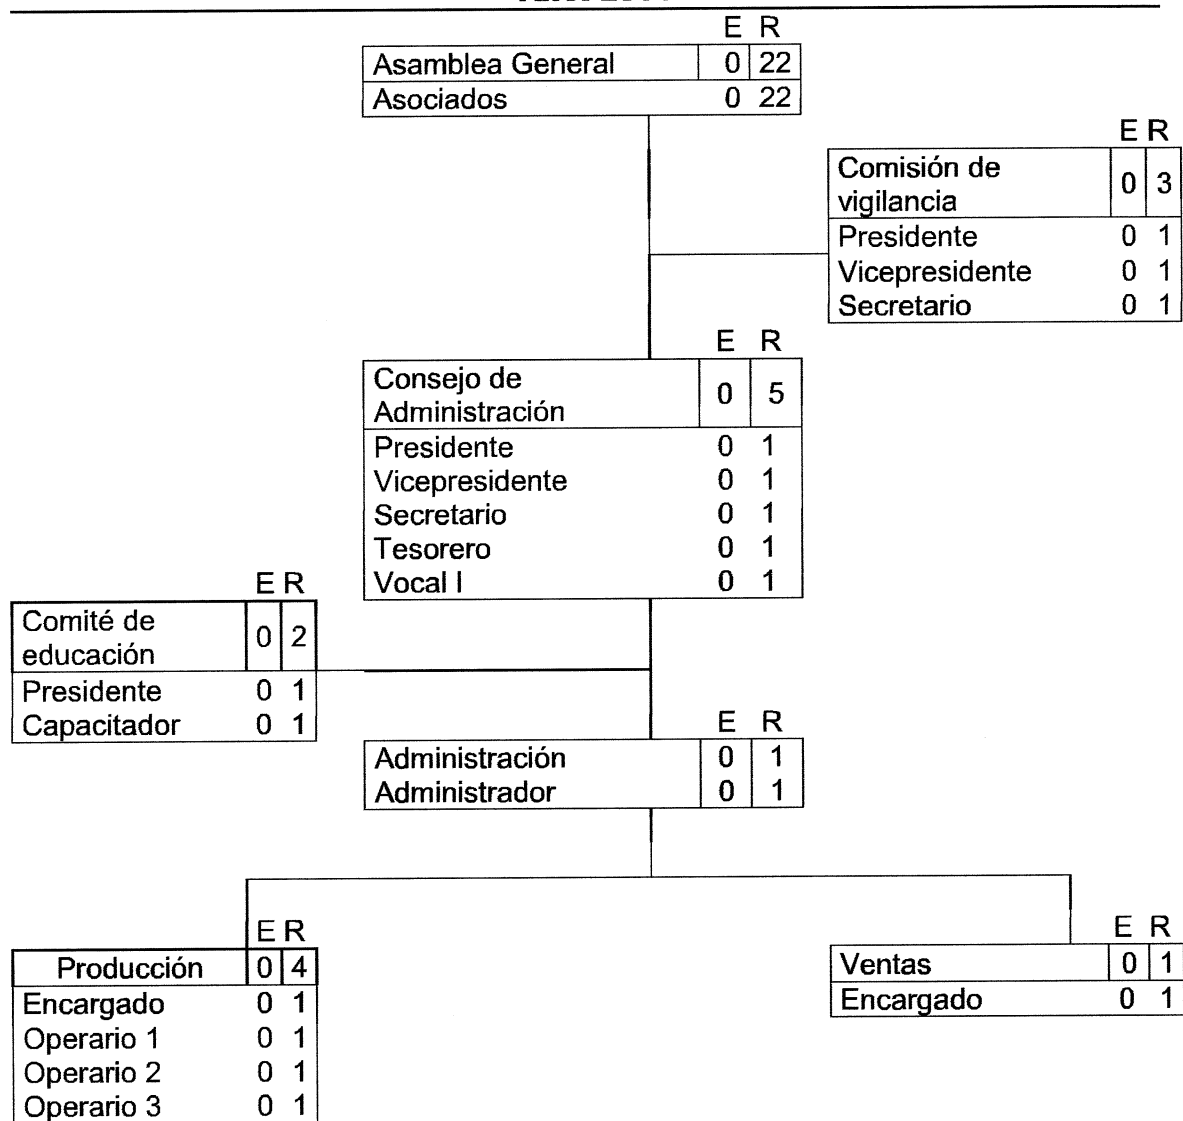 E R
Asamblea General 0 22
Asociados 0 22
E R
Comisión de
vigilancia 0 3
Presidente 0 1
Vicepresidente 0 1
Secretario 0 1
E R
Consejo de
Administración 0 5
Presidente 0 1
Vicepresidente 0 1
Secretario 0 1
Tesorero 0 1
Vocal I 0 1
E R
Comité de
educación 0 2
Presidente 0 1
Capacitador 0 1
E R
Administración 0 1
Administrador 0 1
E R
Producción 0 4
Encargado 0 1
Operario 1 0 1
Operario 2 0 1
Operario 3 0 1
E R
Ventas 0 1
Encargado 0 1